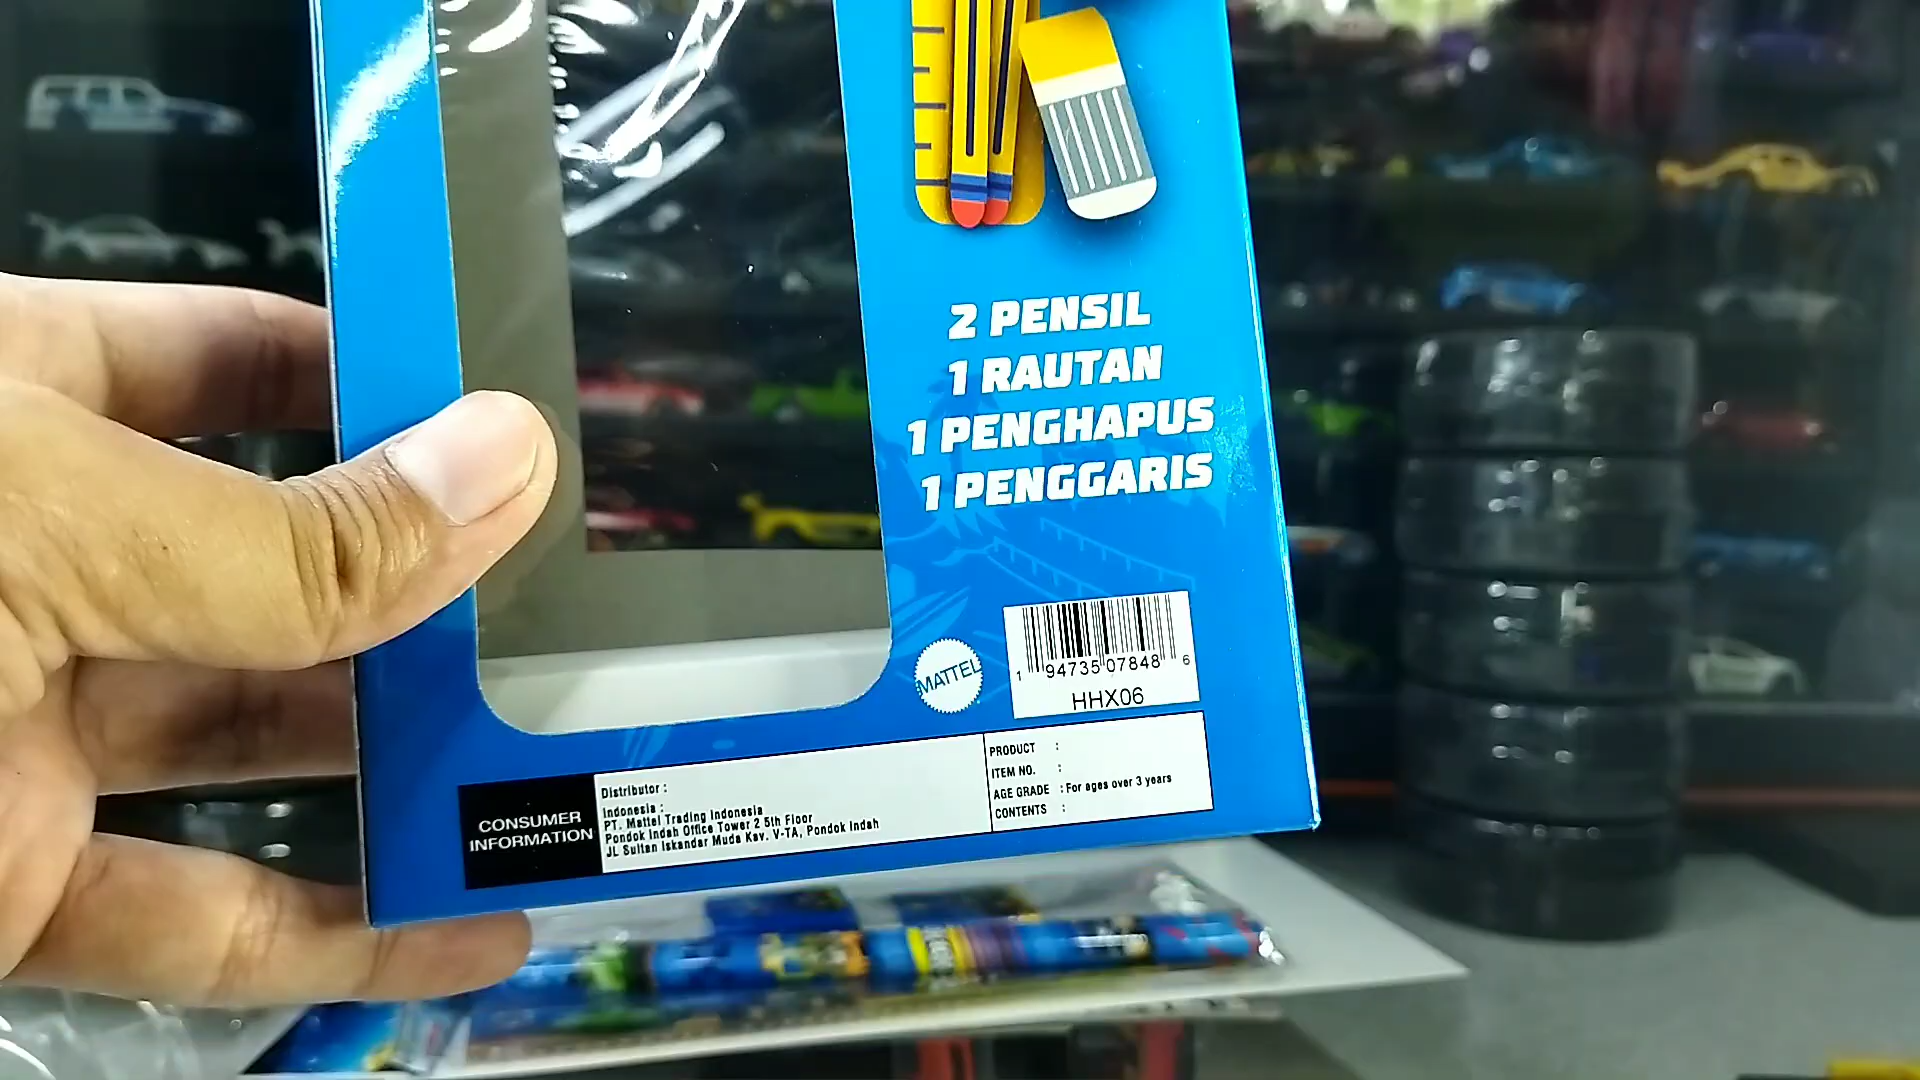 2 PENSIL
1 RAUTAN
1 PENGHAPUS
1 PENGGARIS
MATTEL
1 94735 07848 6
HHX06
CONSUMER
INFORMATION
Distributor :
Indonesia :
PT. Mattel Trading Indonesia
Pondok Indah Office Tower 2 5th Floor
JL Sultan Iskandar Muda Kav. V-TA, Pondok Indah
PRODUCT :
ITEM NO. :
AGE GRADE : For ages over 3 years
CONTENTS :